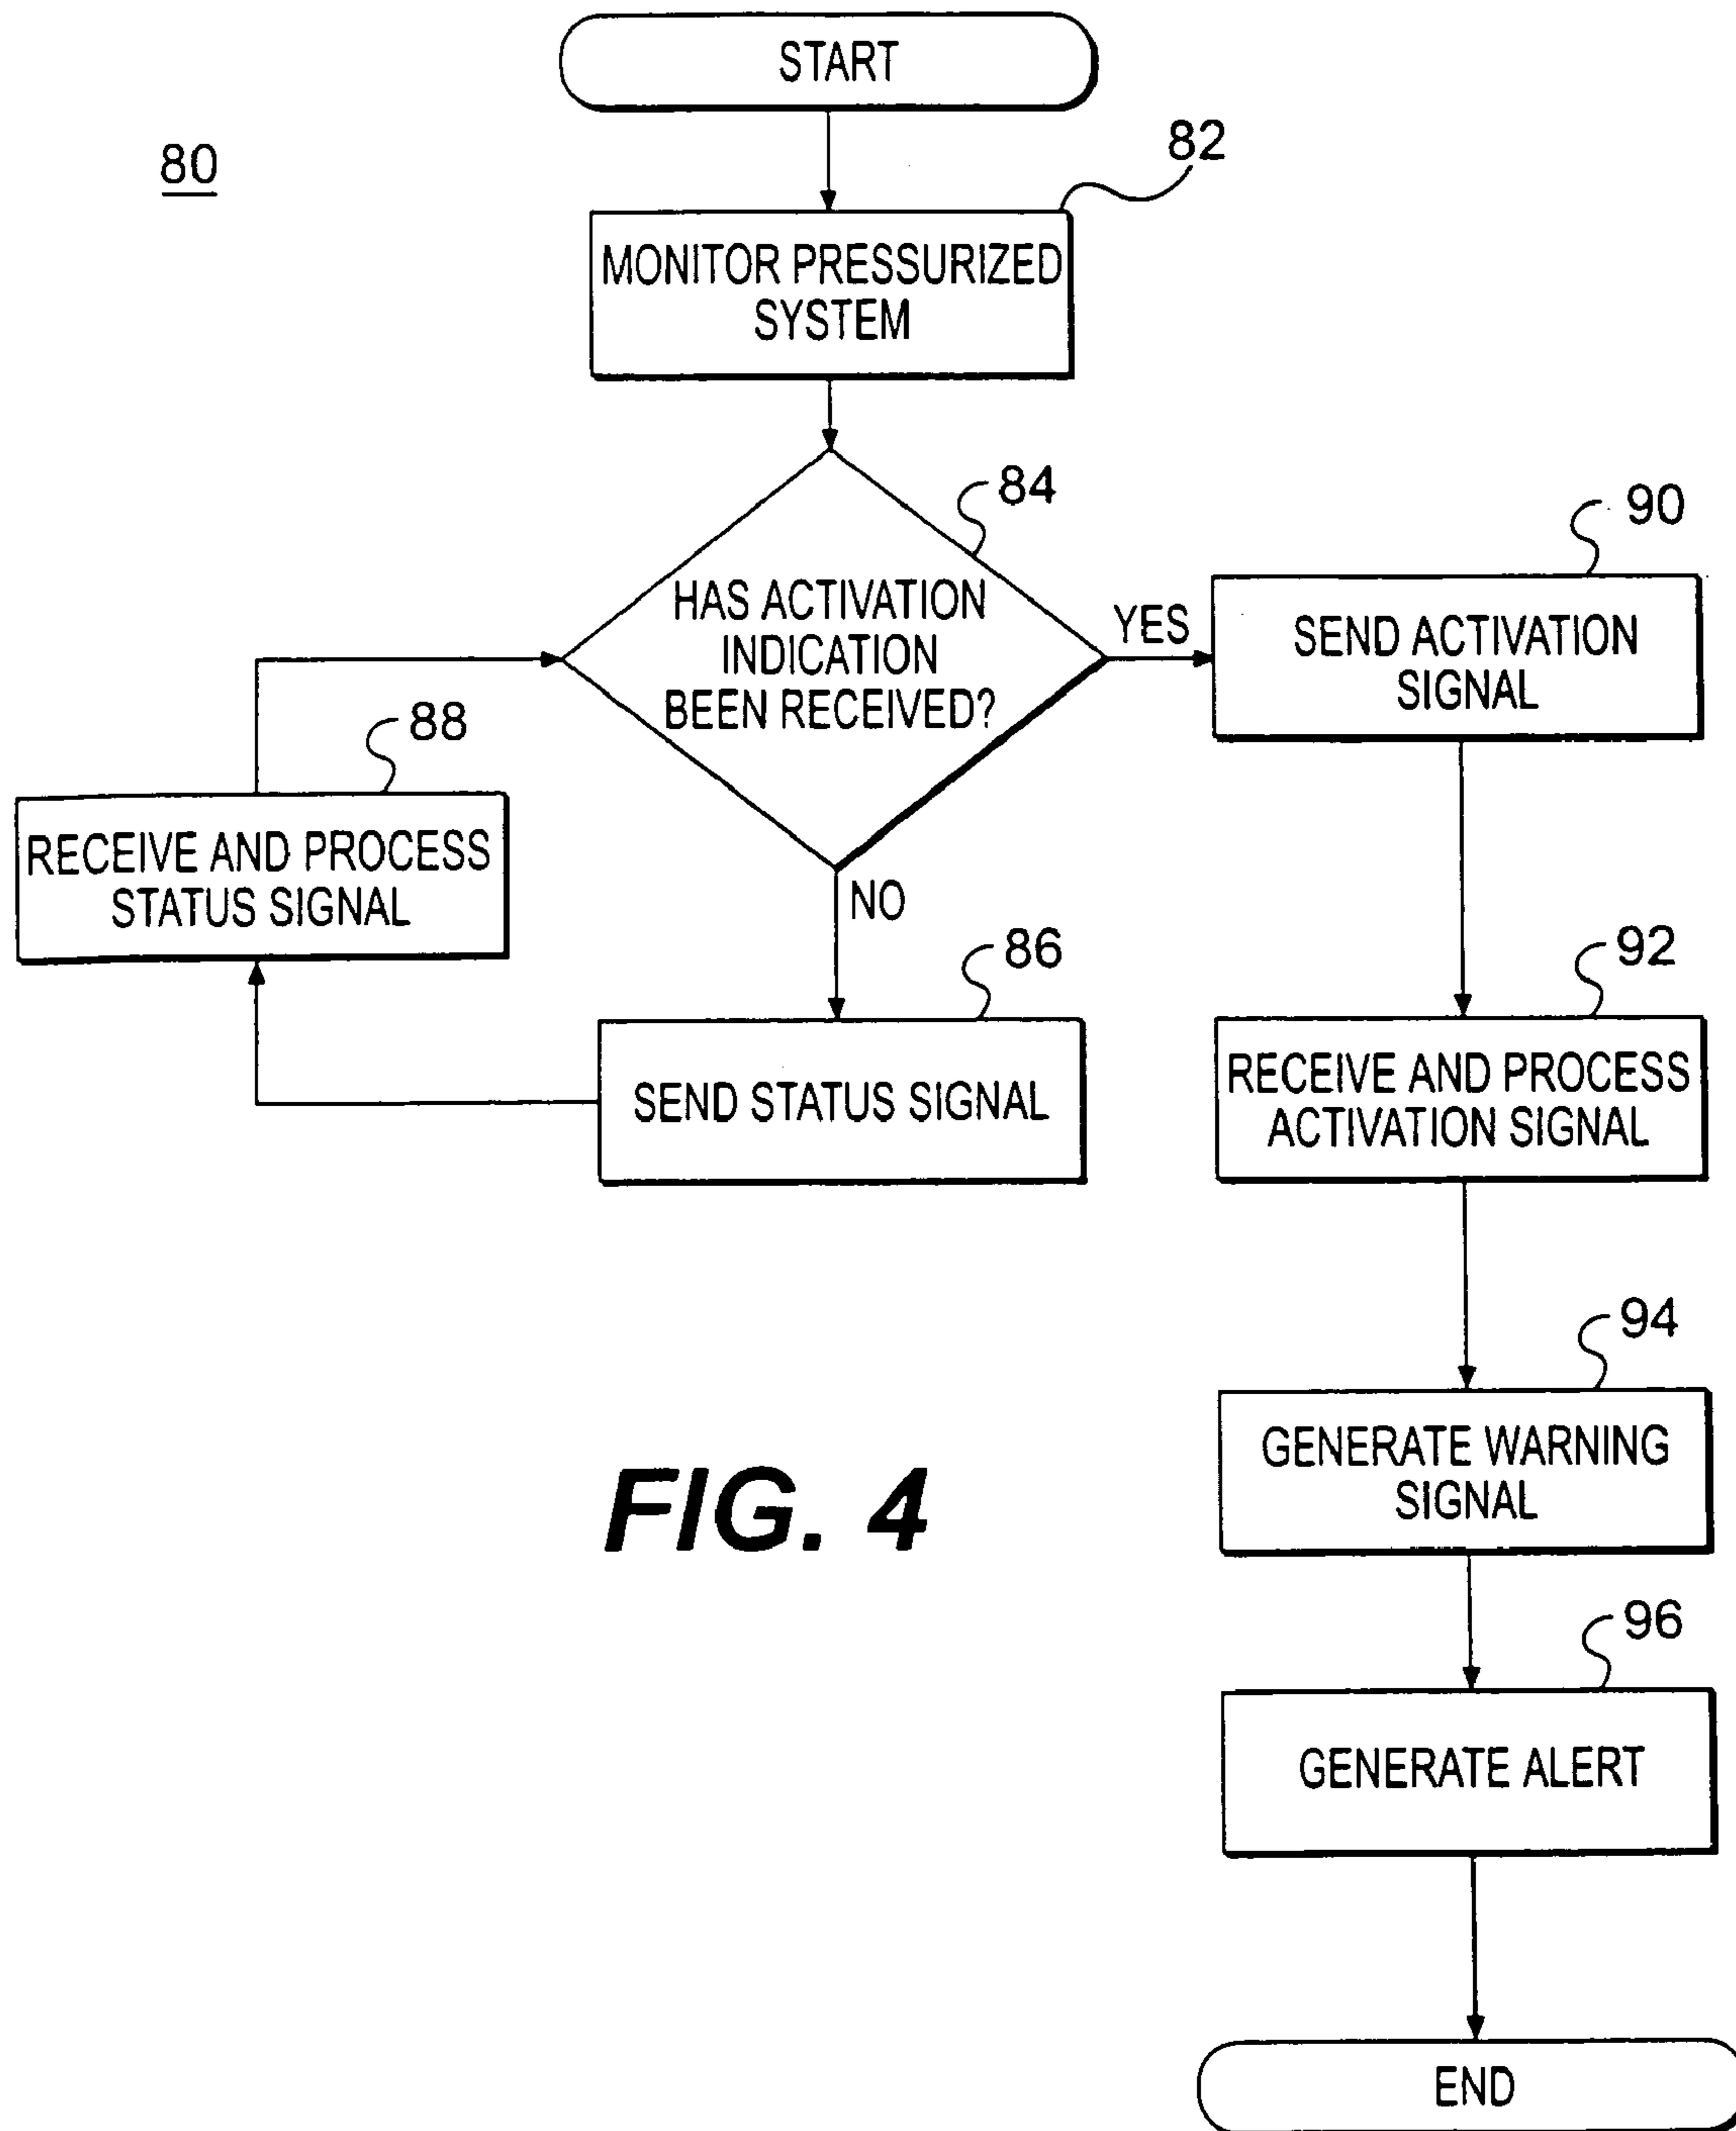 START
80
82
MONITOR PRESSURIZED
SYSTEM
84
HAS ACTIVATION
INDICATION
BEEN RECEIVED?
YES
90
SEND ACTIVATION
SIGNAL
88
RECEIVE AND PROCESS
STATUS SIGNAL
NO
86
SEND STATUS SIGNAL
92
RECEIVE AND PROCESS
ACTIVATION SIGNAL
94
GENERATE WARNING
SIGNAL
FIG. 4
96
GENERATE ALERT
END